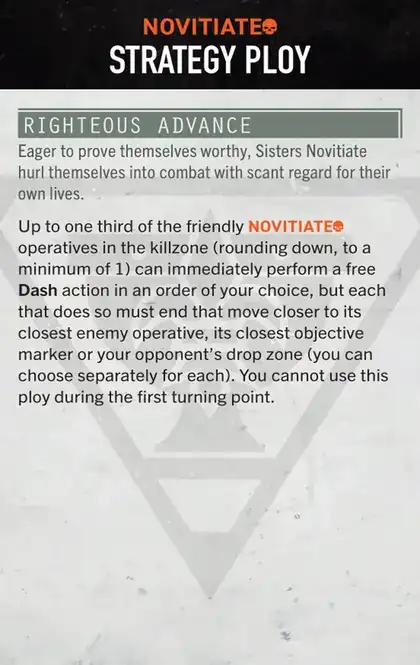 NOVITIATE
STRATEGY PLOY
RIGHTEOUS ADVANCE
Eager to prove themselves worthy, Sisters Novitiate
hurl themselves into combat with scant regard for their
own lives.
Up to one third of the friendly NOVITIATE
operatives in the killzone (rounding down, to a
minimum of 1) can immediately perform a free
Dash action in an order of your choice, but each
that does so must end that move closer to its
closest enemy operative, its closest objective
marker or your opponent’s drop zone (you can
choose separately for each). You cannot use this
ploy during the first turning point.